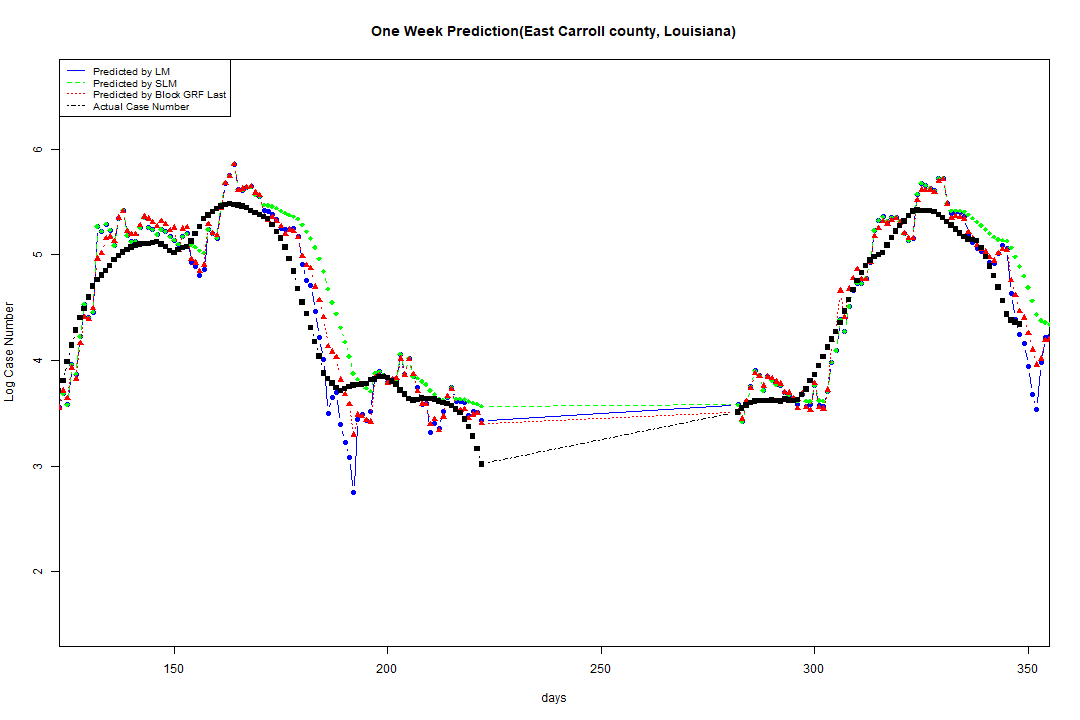 One Week Prediction(East Carroll county, Louisiana)
Predicted by LM
Predicted by SLM
Predicted by Block GRF Last
Actual Case Number
6
5
4
3
2
Log Case Number
150 200 250 300 350
days